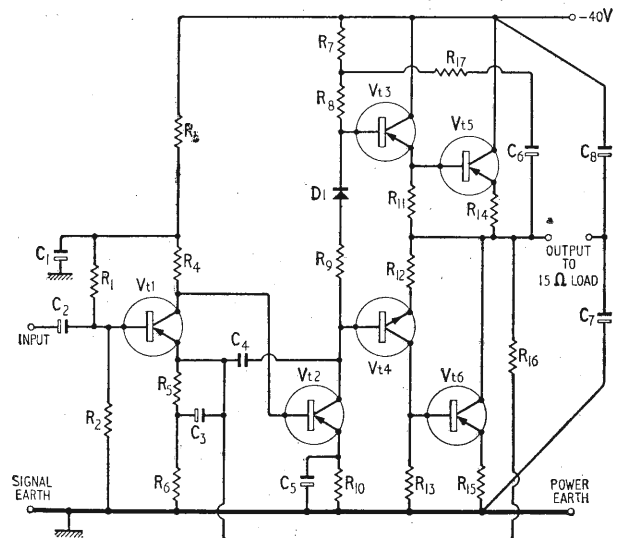 -40V
R7
R17
R8
Vt3
Vt5
C6
C8
D1
R11
R14
C1
R4
R1
R9
R12
OUTPUT
TO
15 Ω LOAD
Vt1
C2
INPUT
C4
Vt4
C7
R16
R5
Vt2
Vt6
R2
C3
SIGNAL
EARTH
R6
C5
R10
R13
R15
POWER
EARTH